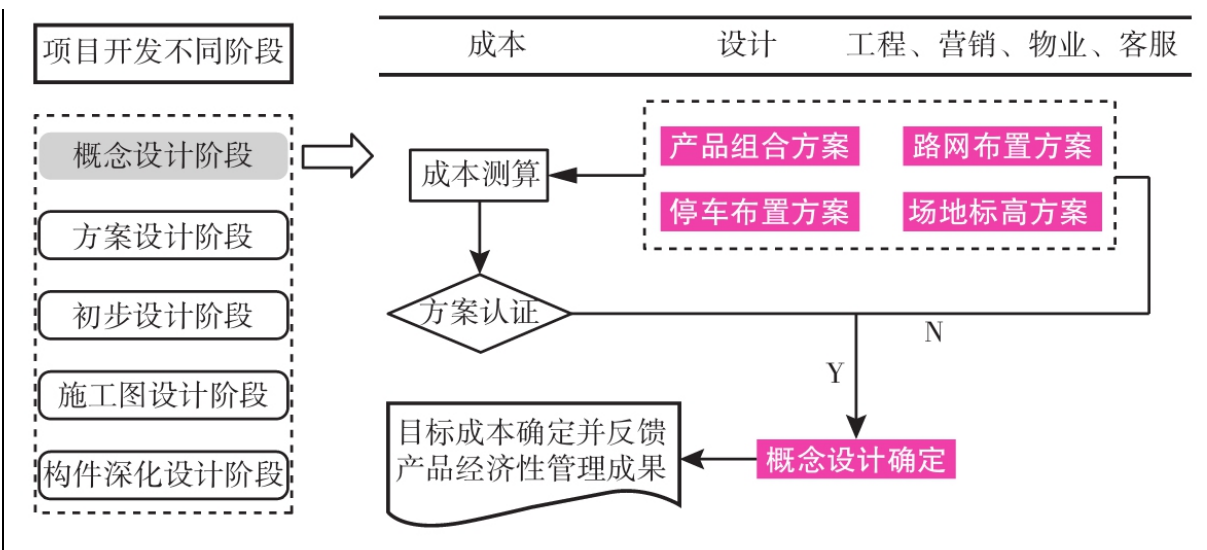 项目开发不同阶段
成本
设计
工程、营销、物业、客服
概念设计阶段
方案设计阶段
初步设计阶段
施工图设计阶段
构件深化设计阶段
成本测算
产品组合方案
路网布置方案
停车布置方案
场地标高方案
方案认证
N
Y
目标成本确定并反馈
产品经济性管理成果
概念设计确定